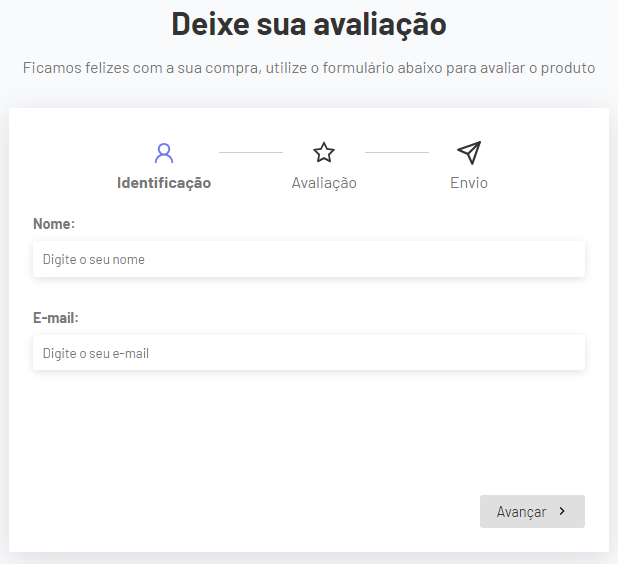 Deixe sua avaliação
Ficamos felizes com a sua compra, utilize o formulário abaixo para avaliar o produto
Identificação
Avaliação
Envio
Nome:
Digite o seu nome
E-mail:
Digite o seu e-mail
Avançar